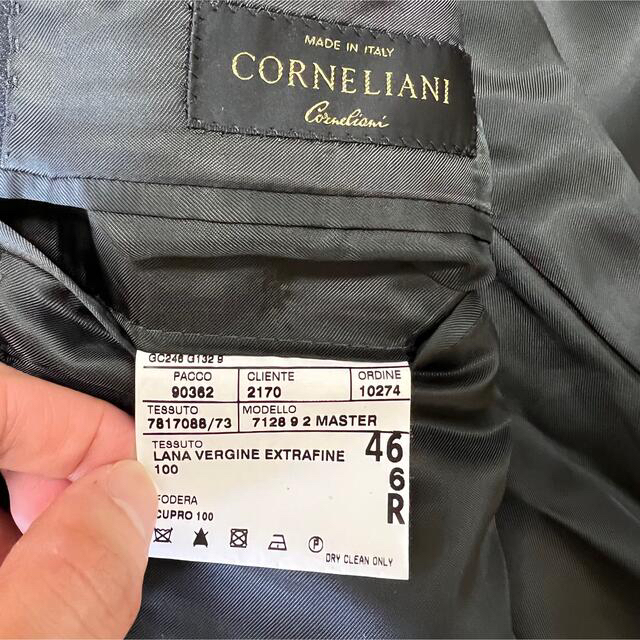 MADE IN ITALY
CORNELIANI
Corneliani
GC246 G132 9
PACCO CLIENTE ORDINE
90362 2170 10274
TESSUTO MODELLO
7817088/73 7128 9 2 MASTER
TESSUTO
LANA VERGINE EXTRAFINE
100
46
6
R
FODERA
CUPRO 100
P
DRY CLEAN ONLY